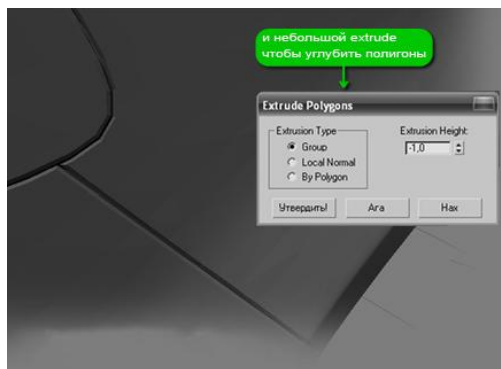 и небольшой extrude
чтобы углубить полигоны
Extrude Polygons
Extrusion Type
Group
Local Normal
By Polygon
Extrusion Height:
-1,0
Утвердить!
Ага
Нах